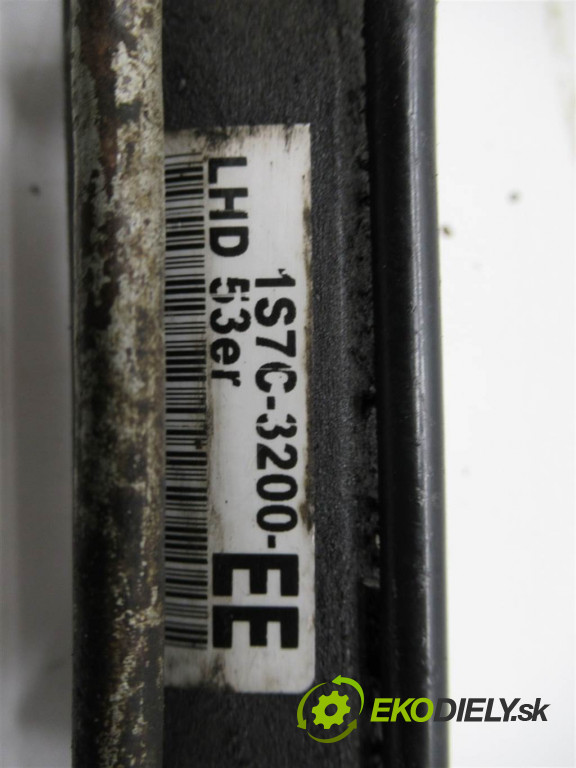 1S7C-3200-EE
LHD 53er
EKODIELY.sk